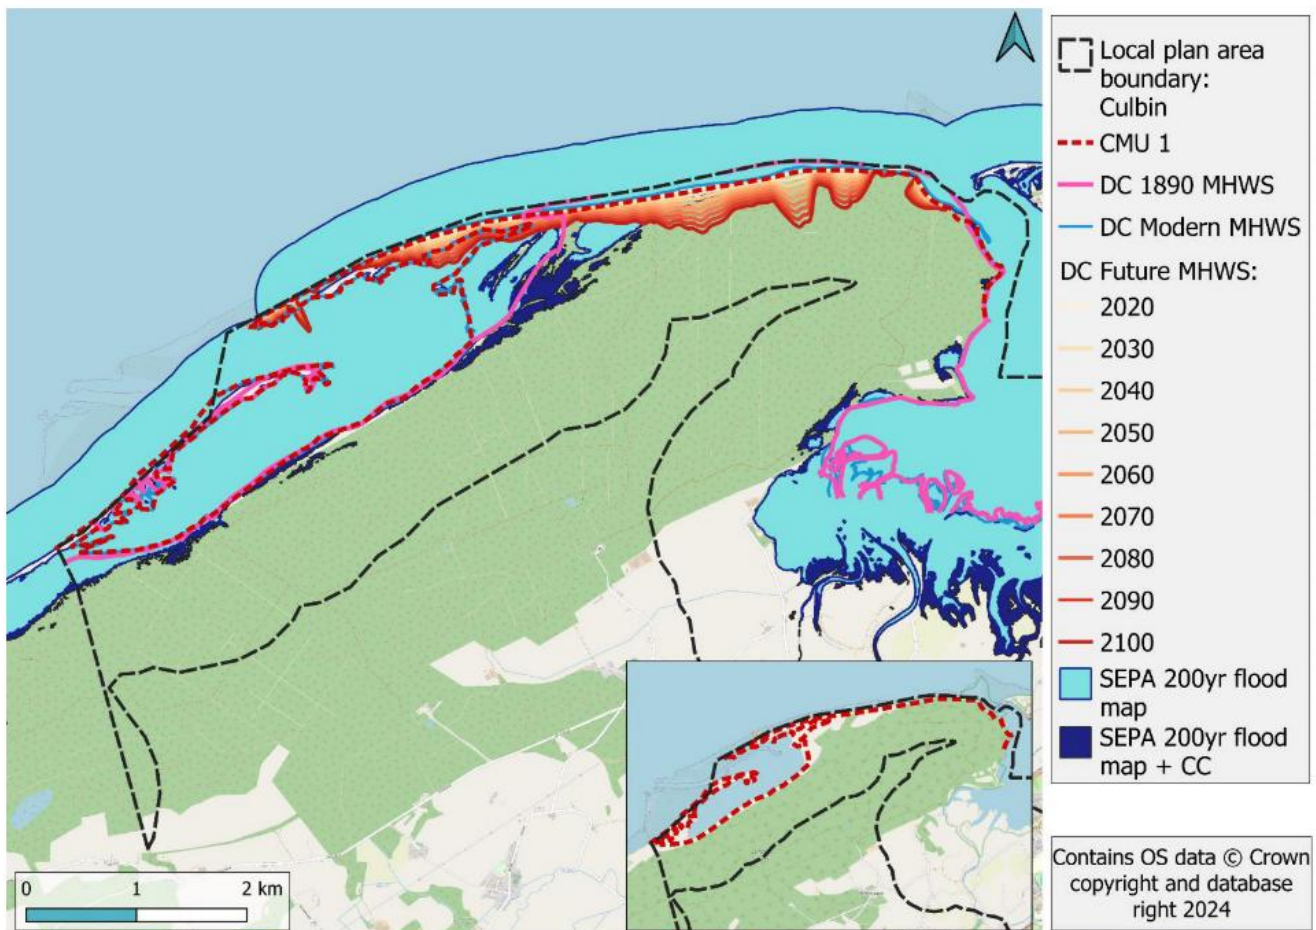 Local plan area
boundary:
Culbin
CMU 1
DC 1890 MHWS
DC Modern MHWS
DC Future MHWS:
2020
2030
2040
2050
2060
2070
2080
2090
2100
SEPA 200yr flood
map
SEPA 200yr flood
map + CC
0 1 2 km
Contains OS data © Crown
copyright and database
right 2024